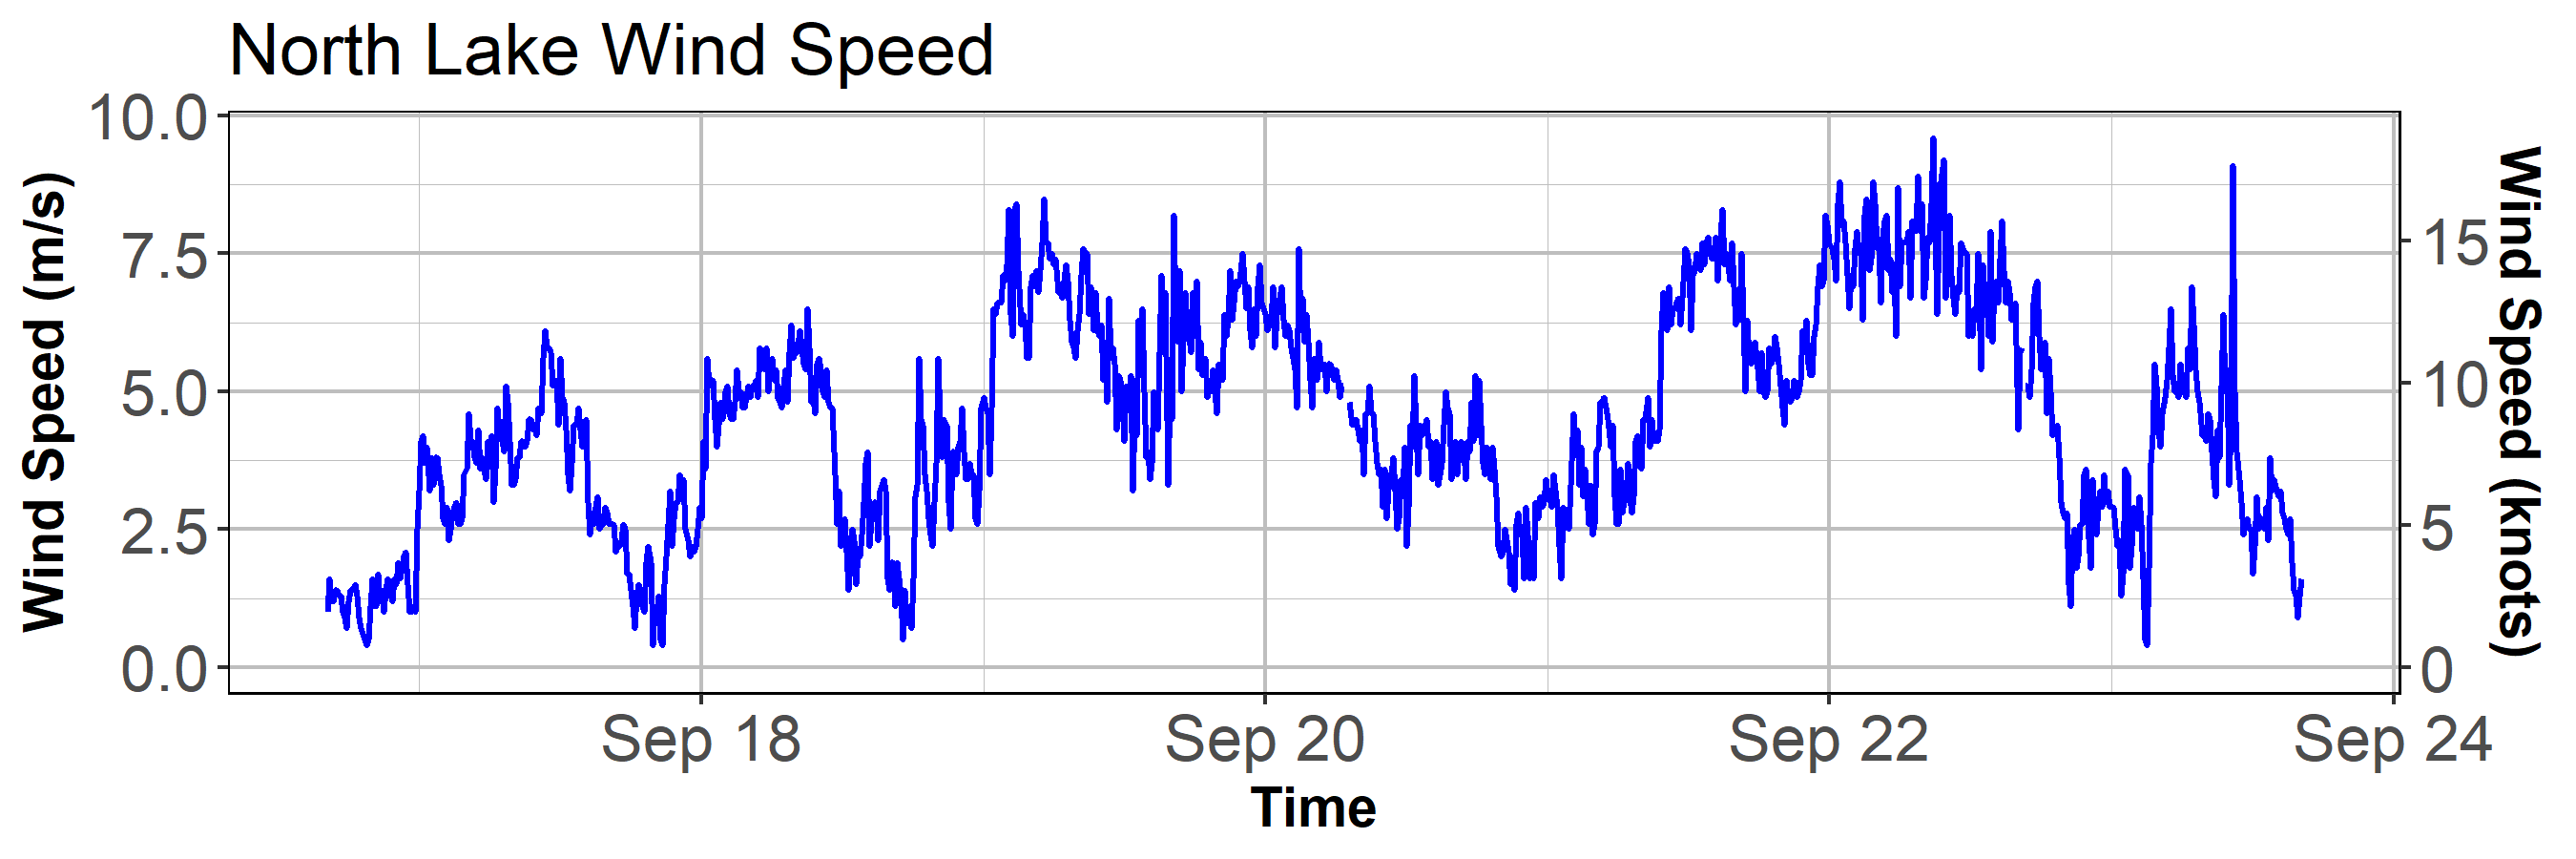 North Lake Wind Speed
Wind Speed (m/s)
10.0
7.5
5.0
2.5
0.0
Wind Speed (knots)
15
10
5
0
Sep 18
Sep 20
Sep 22
Sep 24
Time